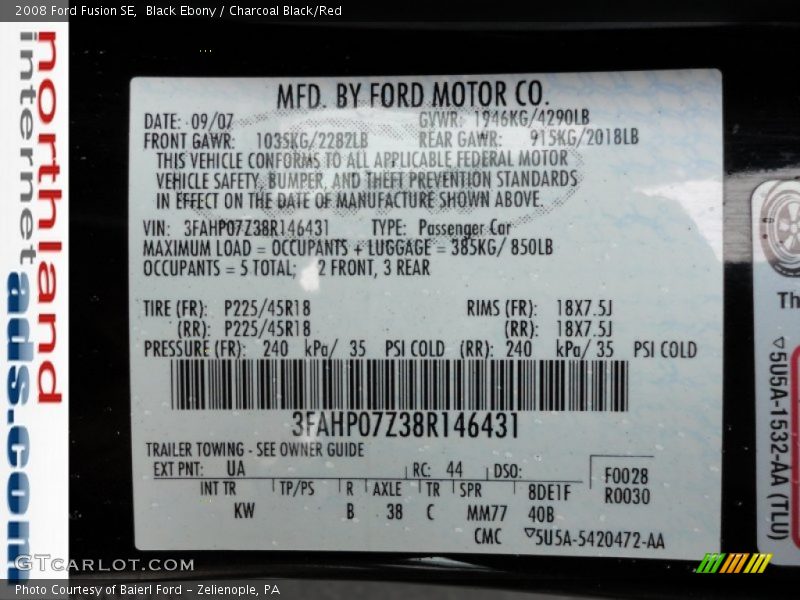 2008 Ford Fusion SE, Black Ebony / Charcoal Black/Red
northland
internet
ads.com
MFD. BY FORD MOTOR CO.
DATE: 09/07 GVWR: 1946KG/4290LB
FRONT GAWR: 1035KG/2282LB REAR GAWR: 915KG/2018LB
THIS VEHICLE CONFORMS TO ALL APPLICABLE FEDERAL MOTOR
VEHICLE SAFETY, BUMPER, AND THEFT PREVENTION STANDARDS
IN EFFECT ON THE DATE OF MANUFACTURE SHOWN ABOVE.
VIN: 3FAHP07Z38R146431 TYPE: Passenger Car
MAXIMUM LOAD = OCCUPANTS + LUGGAGE = 385KG/ 850LB
OCCUPANTS = 5 TOTAL; 2 FRONT, 3 REAR
TIRE (FR): P225/45R18 RIMS (FR): 18X7.5J
(RR): P225/45R18 (RR): 18X7.5J
PRESSURE (FR): 240 kPa/ 35 PSI COLD (RR): 240 kPa/ 35 PSI COLD
3FAHP07Z38R146431
TRAILER TOWING - SEE OWNER GUIDE
EXT PNT: UA RC: 44 DSO: F0028
INT TR TP/PS R AXLE TR SPR 8DE1F R0030
KW B 38 C MM77 40B
CMC ▽5U5A-5420472-AA
Th
▽5U5A-1532-AA (TLU)
GTCARLOT.COM
Photo Courtesy of Baierl Ford - Zelienople, PA